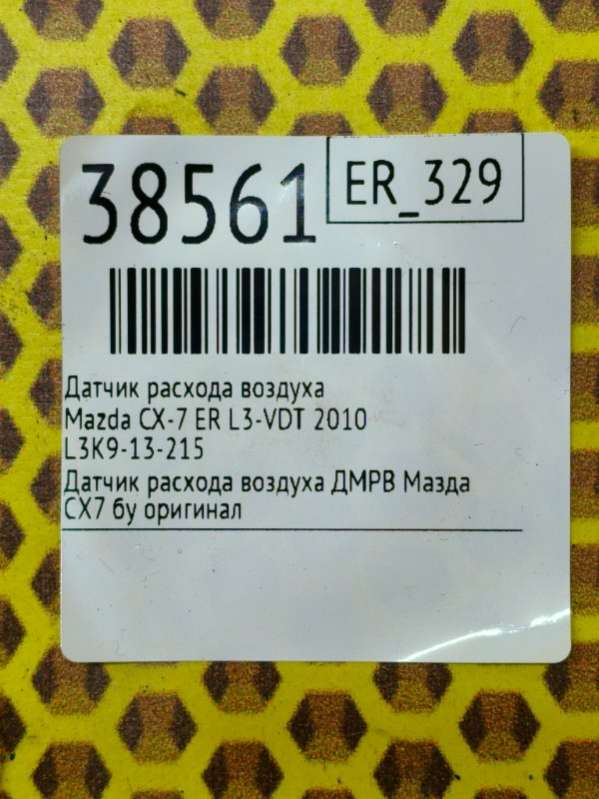 38561
ER_329
Датчик расхода воздуха
Mazda CX-7 ER L3-VDT 2010
L3K9-13-215
Датчик расхода воздуха ДМРВ Мазда
СХ7 бу оригинал